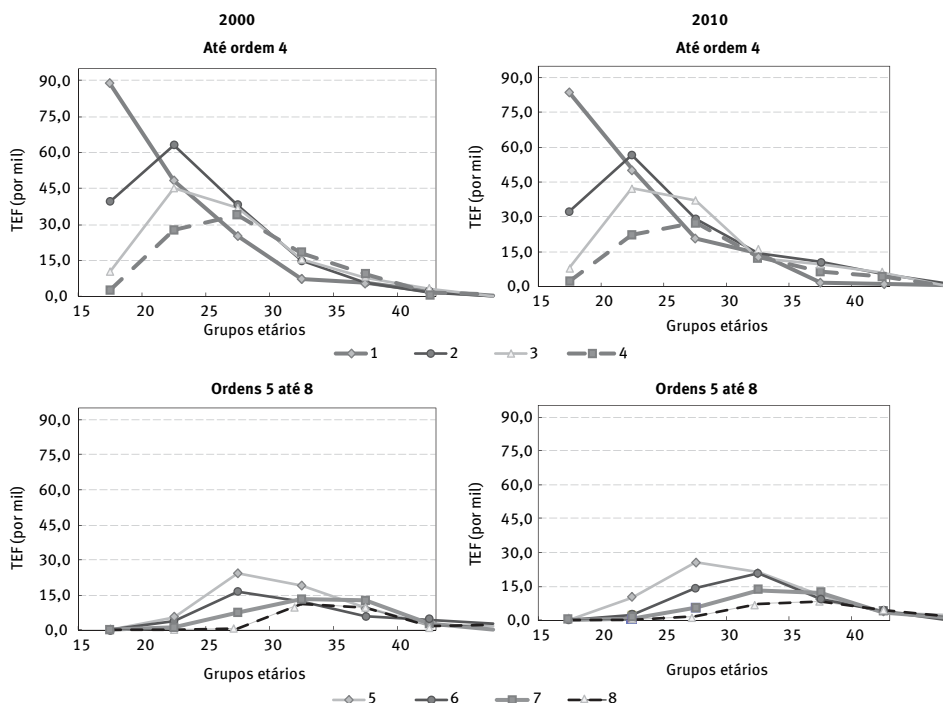 2000
Até ordem 4
TEF (por mil)
90,0
75,0
60,0
45,0
30,0
15,0
0,0
15 20 25 30 35 40
Grupos etários
2010
Até ordem 4
TEF (por mil)
90,0
75,0
60,0
45,0
30,0
15,0
0,0
15 20 25 30 35 40
Grupos etários
1 2 3 4
Ordens 5 até 8
TEF (por mil)
90,0
75,0
60,0
45,0
30,0
15,0
0,0
15 20 25 30 35 40
Grupos etários
Ordens 5 até 8
TEF (por mil)
90,0
75,0
60,0
45,0
30,0
15,0
0,0
15 20 25 30 35 40
Grupos etários
5 6 7 8